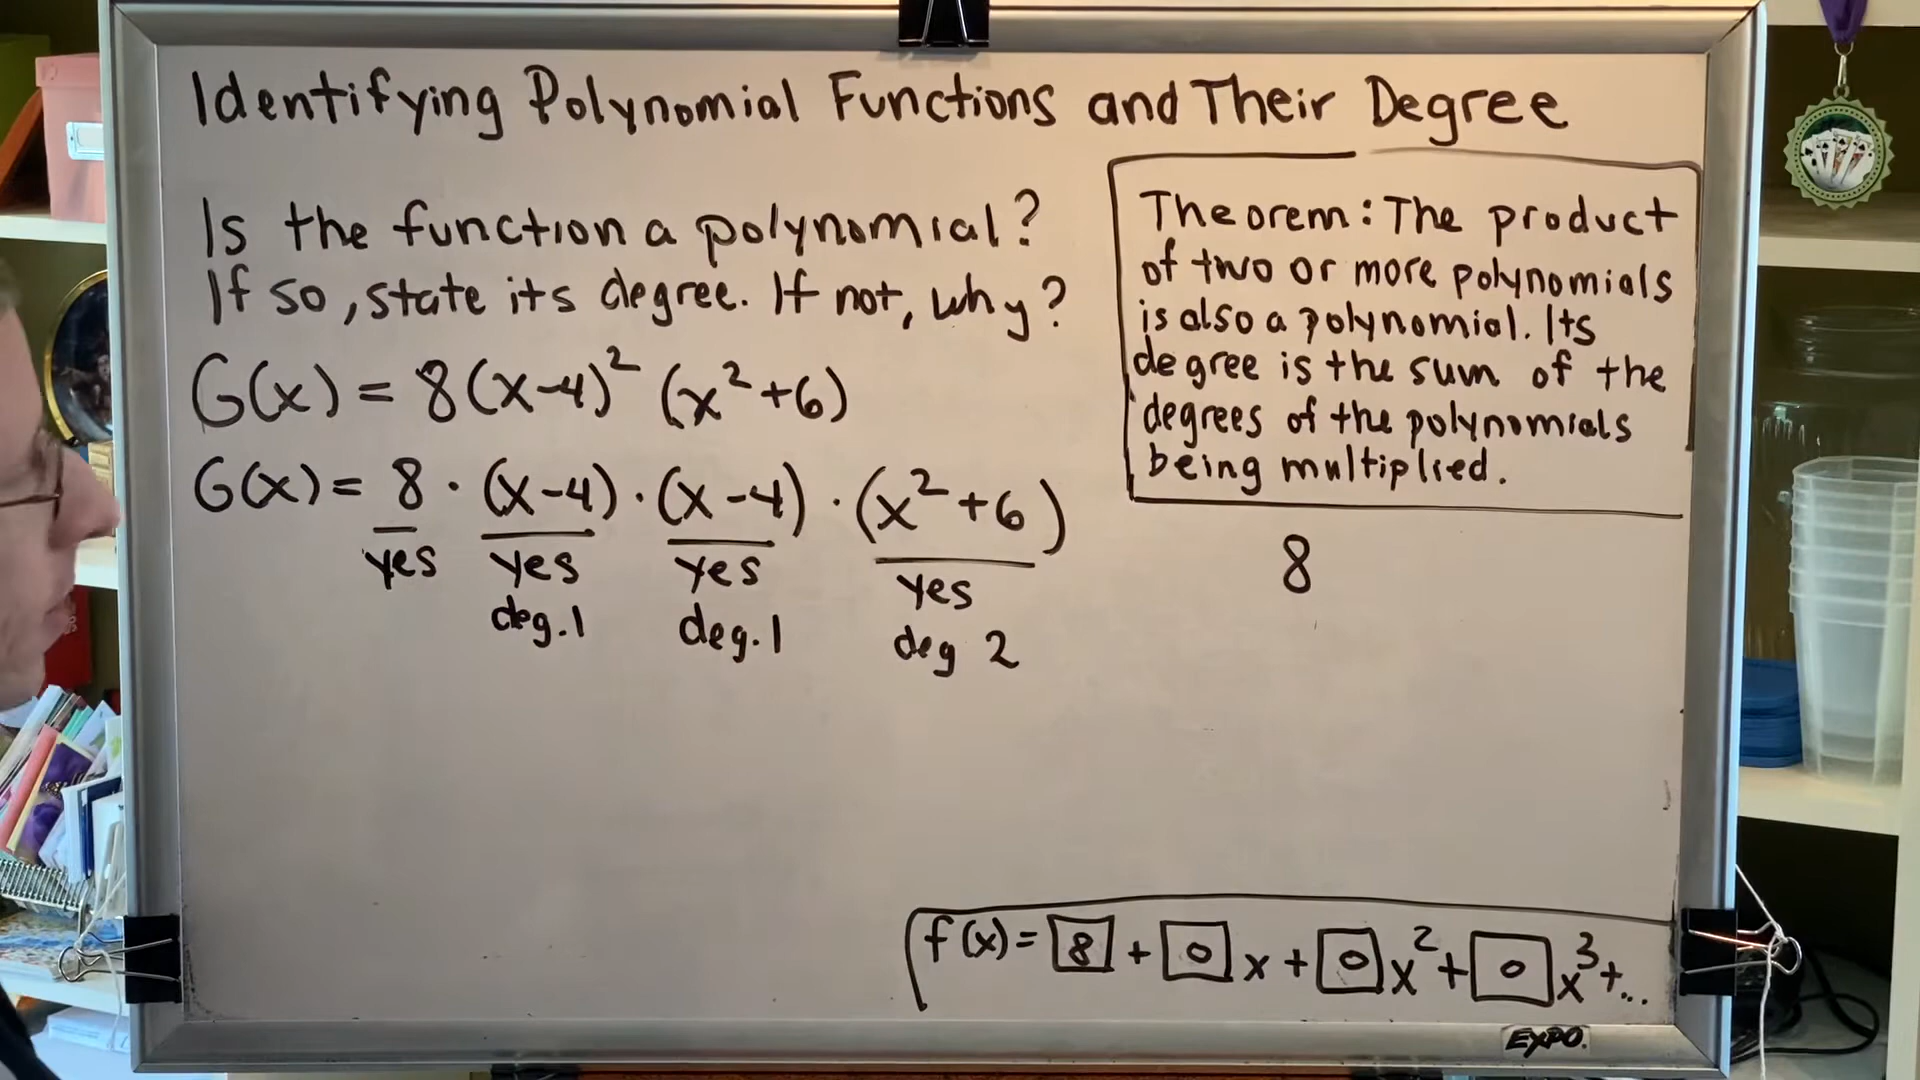 Identifying Polynomial Functions and Their Degree
Is the function a polynomial?
If so, state its degree. If not, why?
G(x) = 8(x-4)² (x²+6)
G(x) = 8 · (x-4) · (x-4) · (x²+6)
yes yes yes yes
deg. 1 deg. 1 deg 2
Theorem: The product
of two or more polynomials
is also a polynomial. Its
degree is the sum of the
degrees of the polynomials
being multiplied.
8
f(x) = 8 + 0 x + 0 x² + 0 x³ + ...
EXPO.